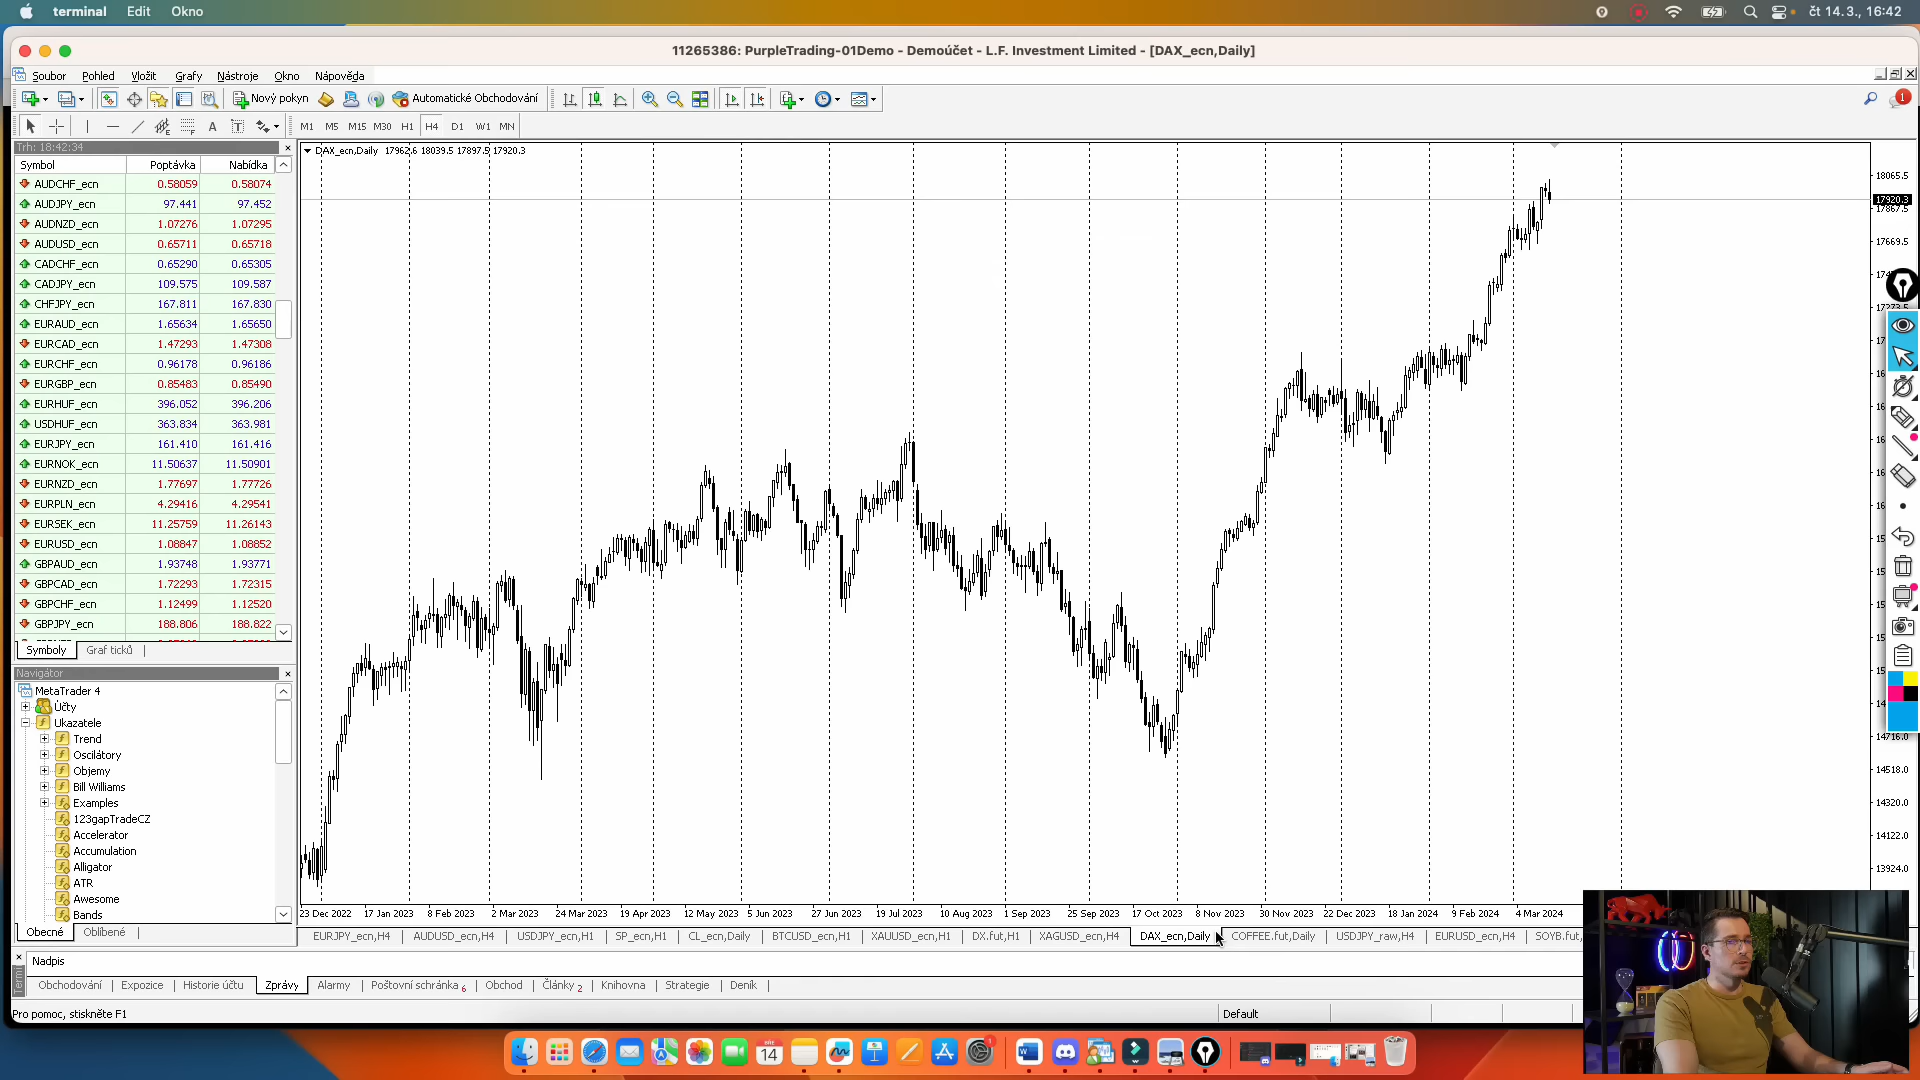 terminal Edit Okno
čt 14.3., 16:42
11265386: PurpleTrading-01Demo - Demoúčet - L.F. Investment Limited - [DAX_ecn,Daily]
Soubor Pohled Vložit Grafy Nástroje Okno Nápověda
Nový pokyn Automatické Obchodování
1
A T M1 M5 M15 M30 H1 H4 D1 W1 MN
Trh: 18:42:34
DAX_ecn,Daily 17962.6 18039.5 17897.5 17920.3
Symbol Poptávka Nabídka
AUDCHF_ecn 0.58059 0.58074
AUDJPY_ecn 97.441 97.452
AUDNZD_ecn 1.07276 1.07295
AUDUSD_ecn 0.65711 0.65718
CADCHF_ecn 0.65290 0.65305
CADJPY_ecn 109.575 109.587
CHFJPY_ecn 167.811 167.830
EURAUD_ecn 1.65634 1.65650
EURCAD_ecn 1.47293 1.47308
EURCHF_ecn 0.96178 0.96186
EURGBP_ecn 0.85483 0.85490
EURHUF_ecn 396.052 396.206
USDHUF_ecn 363.834 363.981
EURJPY_ecn 161.410 161.416
EURNOK_ecn 11.50637 11.50901
EURNZD_ecn 1.77697 1.77726
EURPLN_ecn 4.29416 4.29541
EURSEK_ecn 11.25759 11.26143
EURUSD_ecn 1.08847 1.08852
GBPAUD_ecn 1.93748 1.93771
GBPCAD_ecn 1.72293 1.72315
GBPCHF_ecn 1.12499 1.12520
GBPJPY_ecn 188.806 188.822
Symboly Graf ticků
18065.5
17920.3
17867.5
17669.5
14716.0
14518.0
14320.0
14122.0
13924.0
Navigátor
MetaTrader 4
Účty
Ukazatele
Trend
Oscilátory
Objemy
Bill Williams
Examples
123gapTradeCZ
Accelerator
Accumulation
Alligator
ATR
Awesome
Bands
Obecné Oblíbené
23 Dec 2022 17 Jan 2023 8 Feb 2023 2 Mar 2023 24 Mar 2023 19 Apr 2023 12 May 2023 5 Jun 2023 27 Jun 2023 19 Jul 2023 10 Aug 2023 1 Sep 2023 25 Sep 2023 17 Oct 2023 8 Nov 2023 30 Nov 2023 22 Dec 2023 18 Jan 2024 9 Feb 2024 4 Mar 2024
EURJPY_ecn,H4 AUDUSD_ecn,H4 USDJPY_ecn,H1 SP_ecn,H1 CL_ecn,Daily BTCUSD_ecn,H1 XAUUSD_ecn,H1 DX.fut,H1 XAGUSD_ecn,H4 DAX_ecn,Daily COFFEE.fut,Daily USDJPY_raw,H4 EURUSD_ecn,H4 SOYB.fut,
Nadpis
Obchodování Expozice Historie účtu Zprávy Alarmy Poštovní schránka 6 Obchod Články 2 Knihovna Strategie Deník
Pro pomoc, stiskněte F1
Default
14